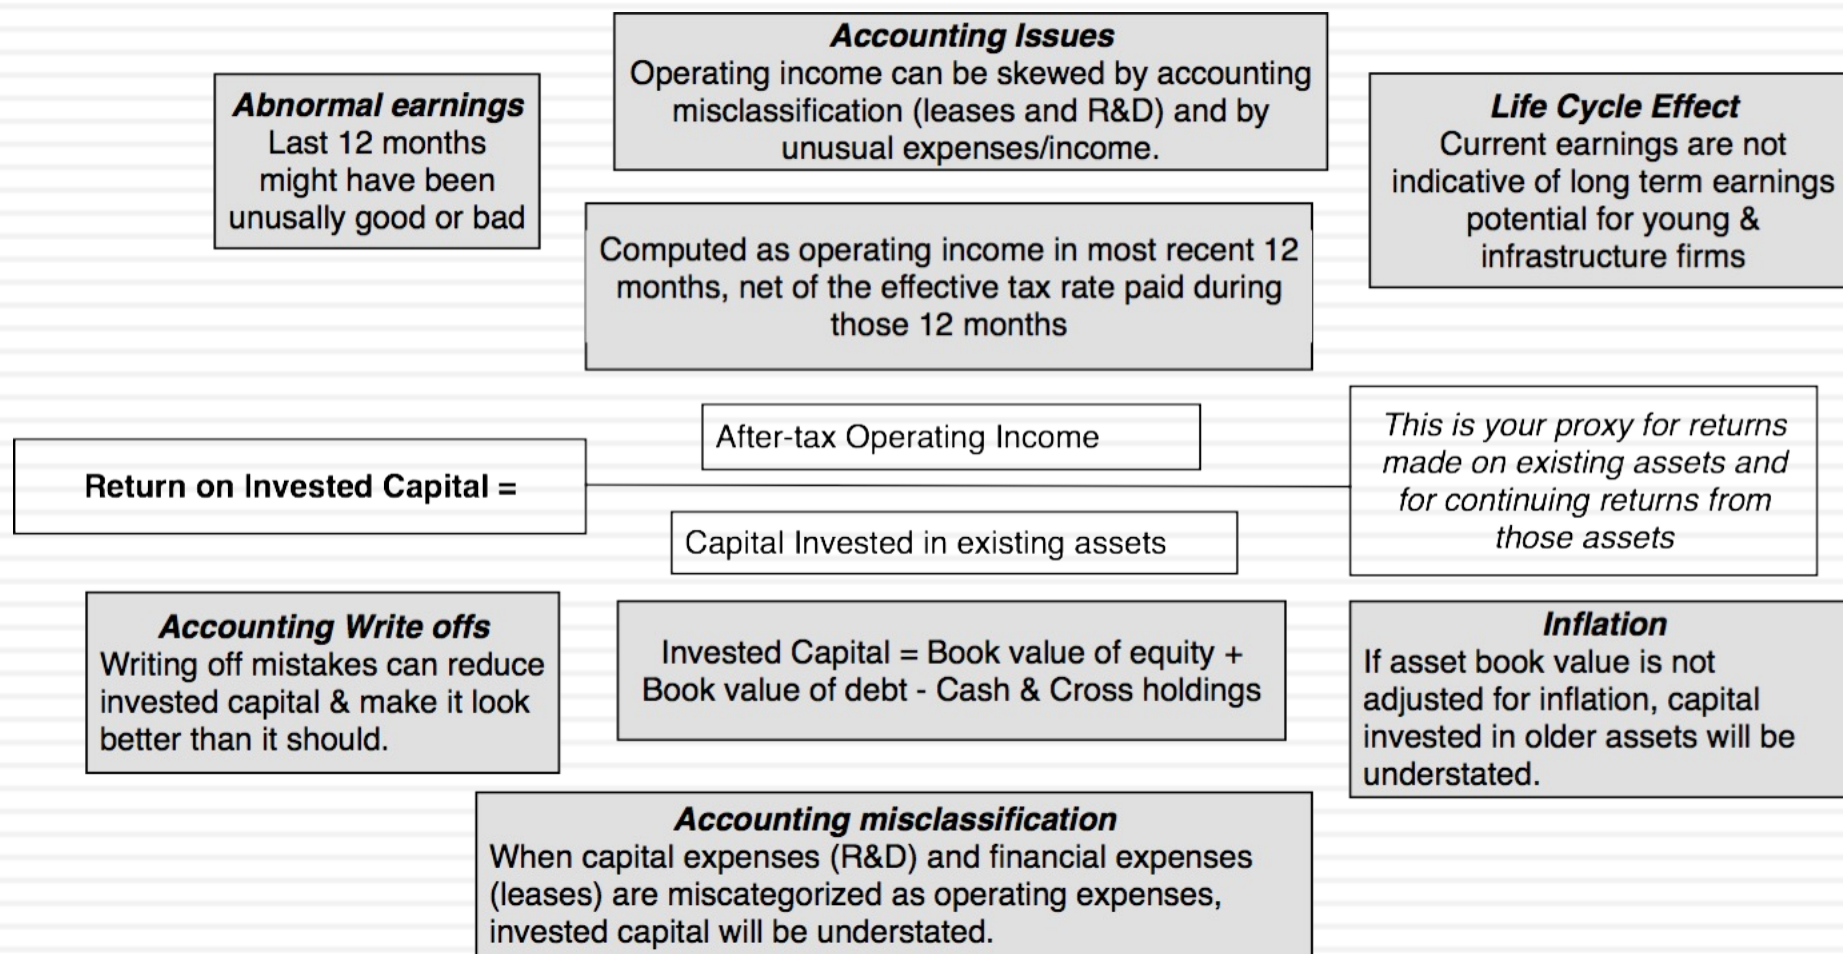 Accounting Issues
Operating income can be skewed by accounting
misclassification (leases and R&D) and by
unusual expenses/income.
Abnormal earnings
Last 12 months
might have been
unusally good or bad
Life Cycle Effect
Current earnings are not
indicative of long term earnings
potential for young &
infrastructure firms
Computed as operating income in most recent 12
months, net of the effective tax rate paid during
those 12 months
After-tax Operating Income
Return on Invested Capital =
Capital Invested in existing assets
This is your proxy for returns
made on existing assets and
for continuing returns from
those assets
Accounting Write offs
Writing off mistakes can reduce
invested capital & make it look
better than it should.
Invested Capital = Book value of equity +
Book value of debt - Cash & Cross holdings
Inflation
If asset book value is not
adjusted for inflation, capital
invested in older assets will be
understated.
Accounting misclassification
When capital expenses (R&D) and financial expenses
(leases) are miscategorized as operating expenses,
invested capital will be understated.